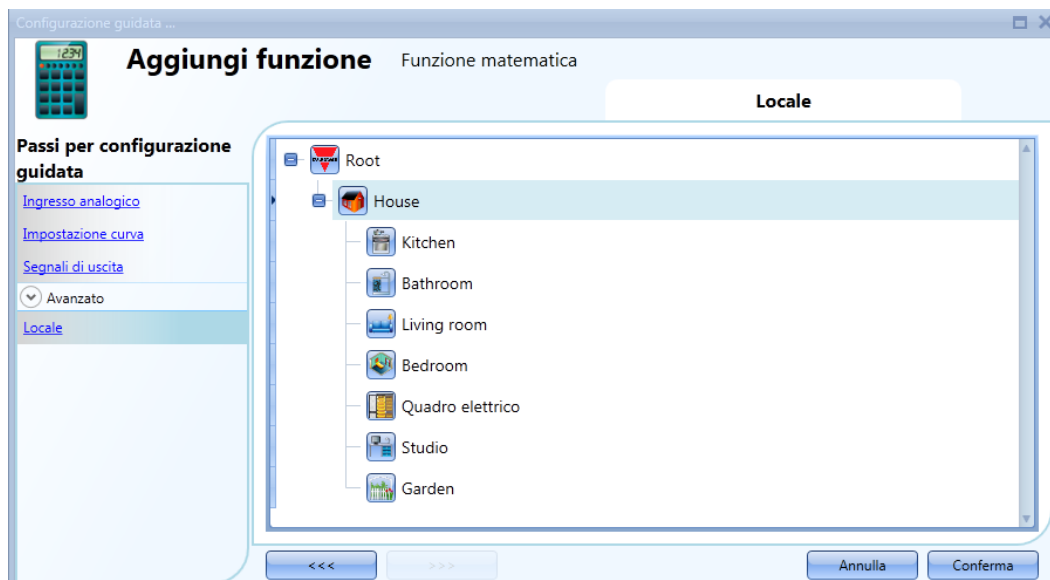 Configurazione guidata ...
1234
Aggiungi funzione
Funzione matematica
Locale
Passi per configurazione
guidata
Ingresso analogico
Impostazione curva
Segnali di uscita
Avanzato
Locale
Root
House
Kitchen
Bathroom
Living room
Bedroom
Quadro elettrico
Studio
Garden
<<<
>>>
Annulla
Conferma